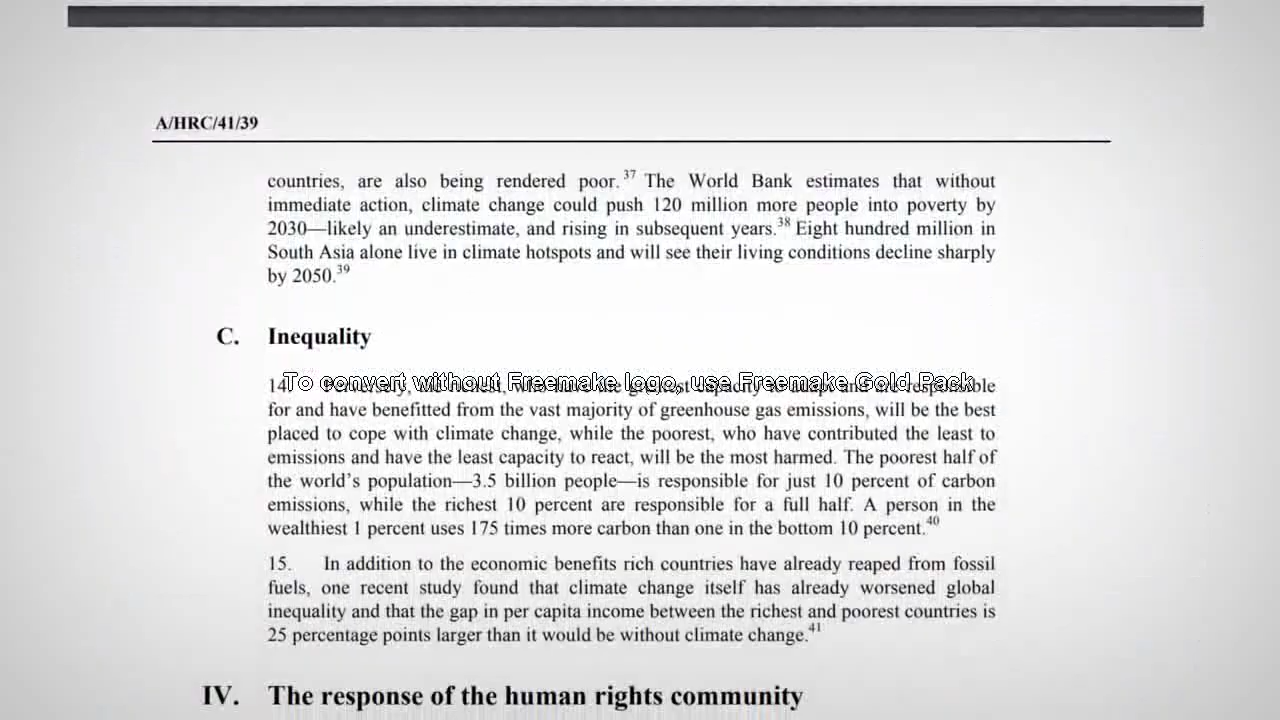 A/HRC/41/39
countries, are also being rendered poor.37 The World Bank estimates that without
immediate action, climate change could push 120 million more people into poverty by
2030—likely an underestimate, and rising in subsequent years.38 Eight hundred million in
South Asia alone live in climate hotspots and will see their living conditions decline sharply
by 2050.39
C. Inequality
To convert without Freemake logo, use Freemake Gold Pack
14.
for and have benefitted from the vast majority of greenhouse gas emissions, will be the best
placed to cope with climate change, while the poorest, who have contributed the least to
emissions and have the least capacity to react, will be the most harmed. The poorest half of
the world's population—3.5 billion people—is responsible for just 10 percent of carbon
emissions, while the richest 10 percent are responsible for a full half. A person in the
wealthiest 1 percent uses 175 times more carbon than one in the bottom 10 percent.40
15. In addition to the economic benefits rich countries have already reaped from fossil
fuels, one recent study found that climate change itself has already worsened global
inequality and that the gap in per capita income between the richest and poorest countries is
25 percentage points larger than it would be without climate change.41
IV. The response of the human rights community